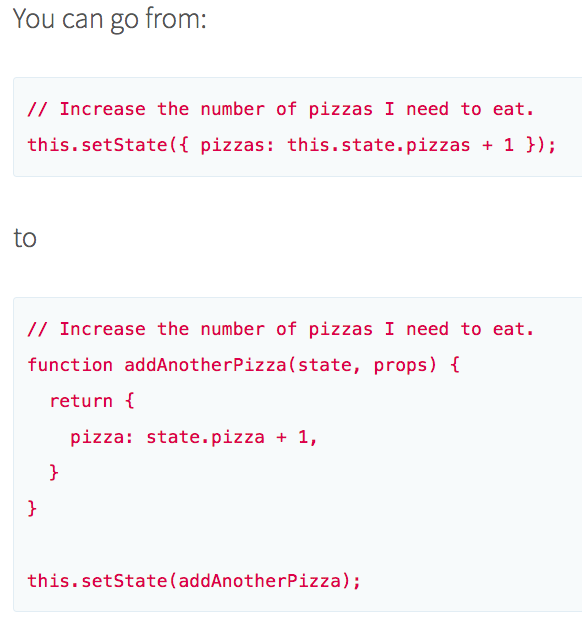 You can go from:
// Increase the number of pizzas I need to eat.
this.setState({ pizzas: this.state.pizzas + 1 });
to
// Increase the number of pizzas I need to eat.
function addAnotherPizza(state, props) {
  return {
    pizza: state.pizza + 1,
  }
}
this.setState(addAnotherPizza);